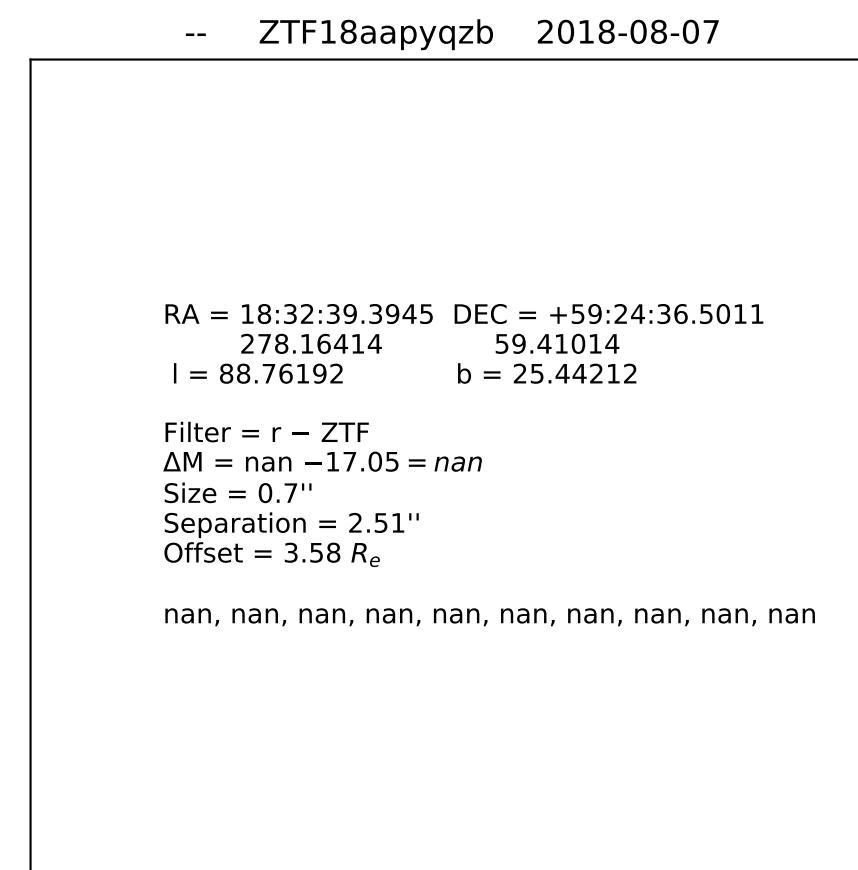 -- ZTF18aapyqzb 2018-08-07
RA = 18:32:39.3945 DEC = +59:24:36.5011
278.16414 59.41014
l = 88.76192 b = 25.44212
Filter = r − ZTF
ΔM = nan −17.05 = nan
Size = 0.7''
Separation = 2.51''
Offset = 3.58 Rₑ
nan, nan, nan, nan, nan, nan, nan, nan, nan, nan